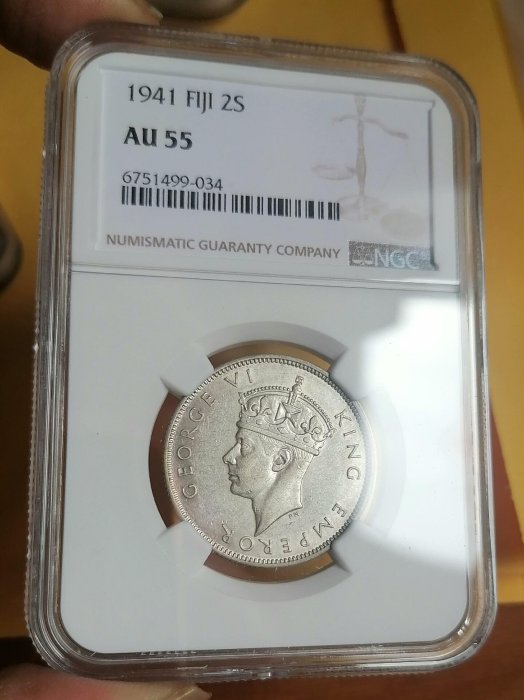 1941 FIJI 2S
AU 55
6751499-034
NUMISMATIC GUARANTY COMPANY
NGC
GEORGE VI KING EMPEROR